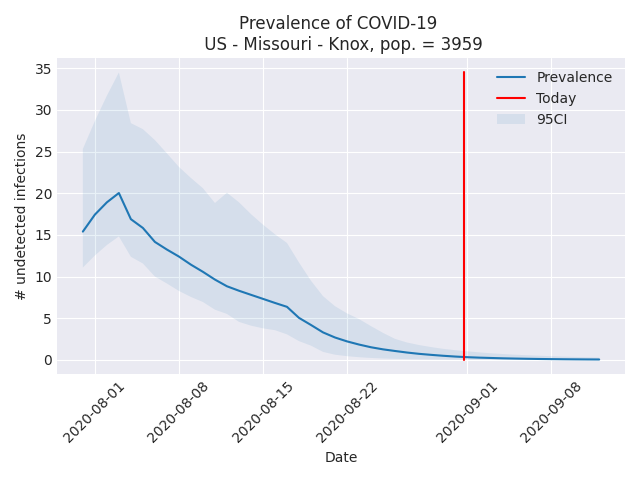 Prevalence of COVID-19
US - Missouri - Knox, pop. = 3959
# undetected infections
35
30
25
20
15
10
5
0
Prevalence
Today
95CI
2020-08-01
2020-08-08
2020-08-15
2020-08-22
2020-09-01
2020-09-08
Date